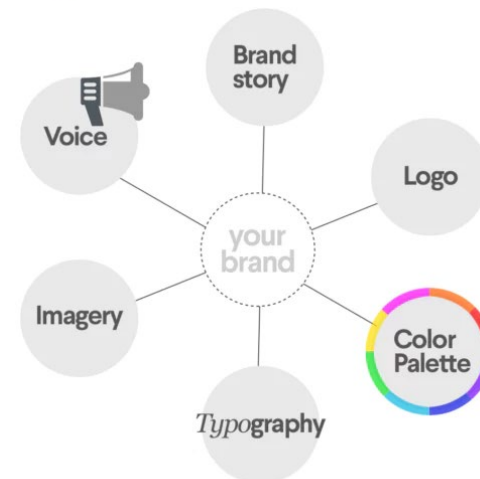 Brand
story
Voice
Logo
your
brand
Imagery
Color
Palette
Typography